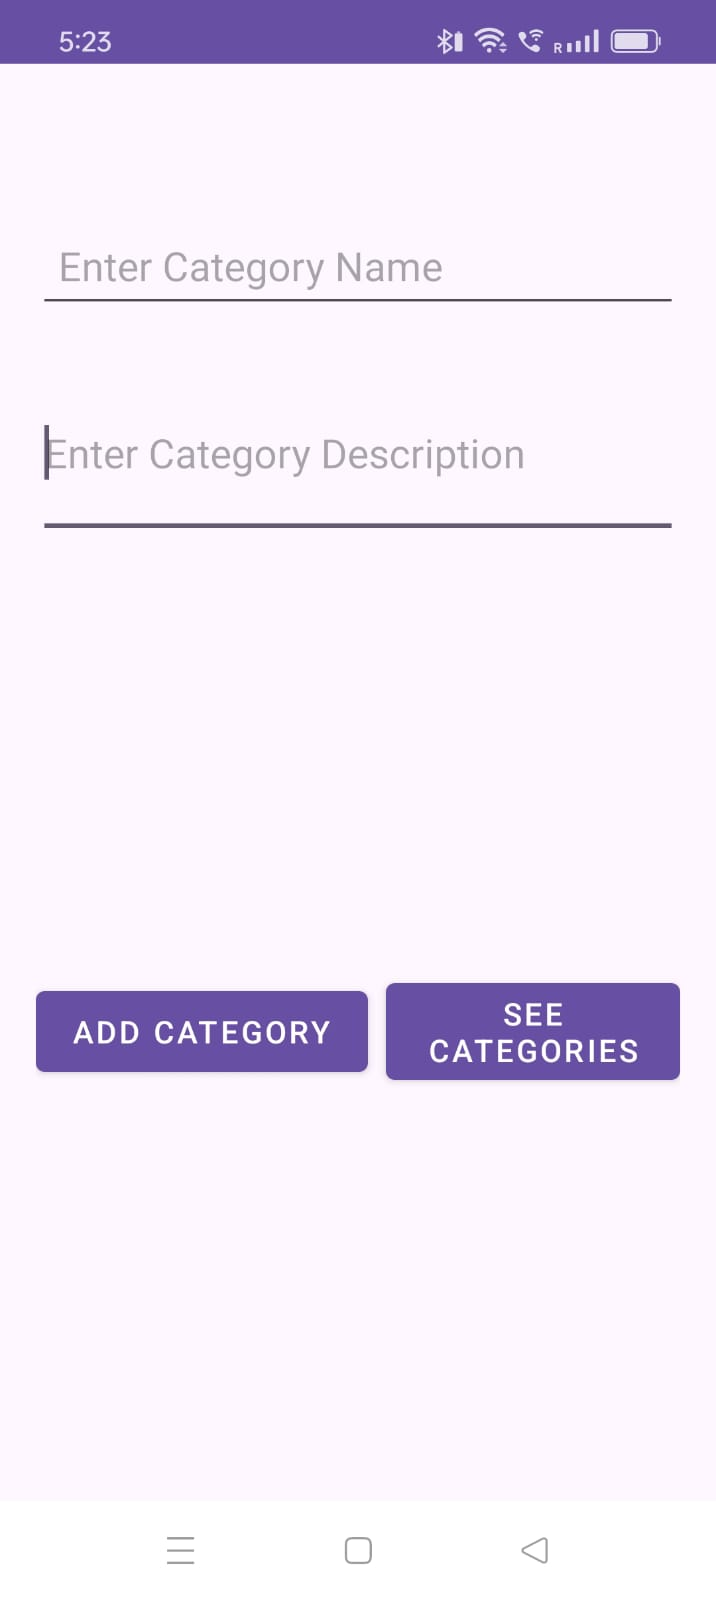 5:23
R
Enter Category Name
Enter Category Description
ADD CATEGORY
SEE
CATEGORIES